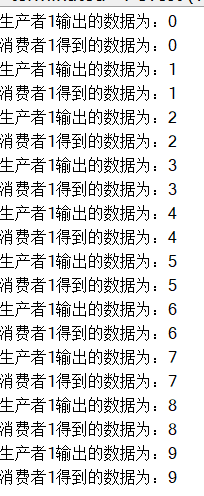 生产者1输出的数据为：0
消费者1得到的数据为：0
生产者1输出的数据为：1
消费者1得到的数据为：1
生产者1输出的数据为：2
消费者1得到的数据为：2
生产者1输出的数据为：3
消费者1得到的数据为：3
生产者1输出的数据为：4
消费者1得到的数据为：4
生产者1输出的数据为：5
消费者1得到的数据为：5
生产者1输出的数据为：6
消费者1得到的数据为：6
生产者1输出的数据为：7
消费者1得到的数据为：7
生产者1输出的数据为：8
消费者1得到的数据为：8
生产者1输出的数据为：9
消费者1得到的数据为：9